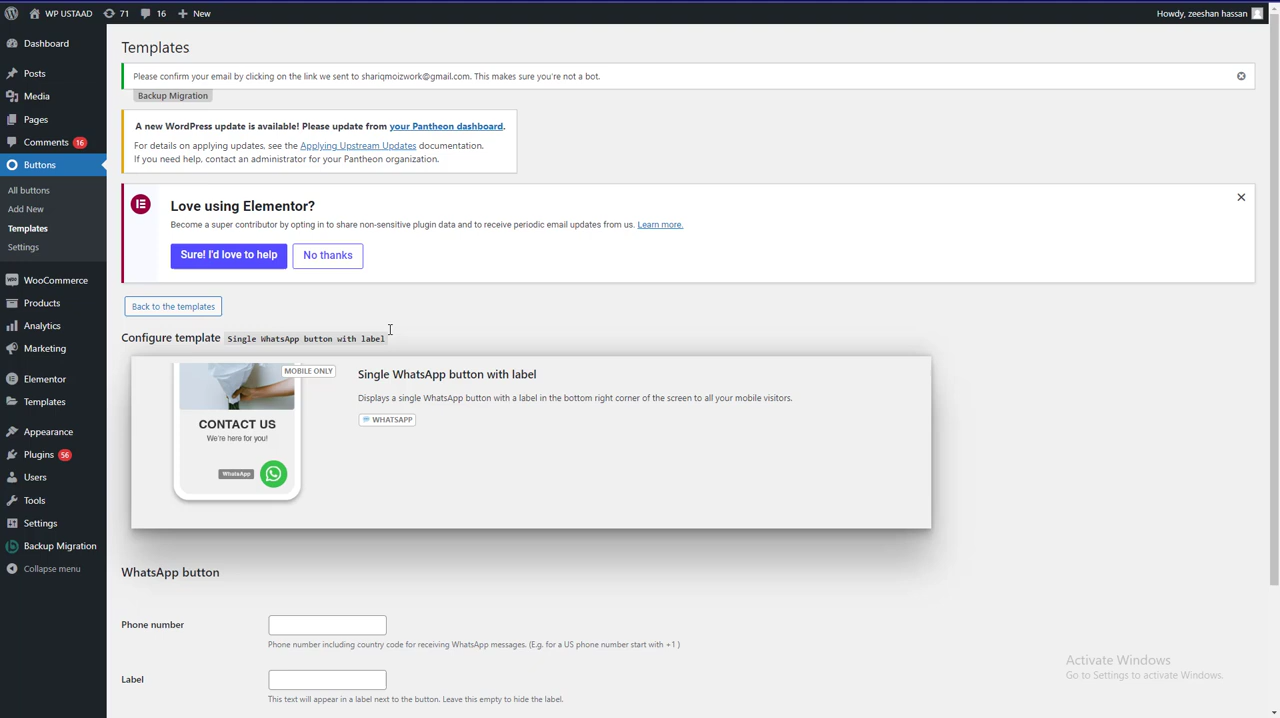 WP USTAAD
71
16
New
Howdy, zeeshan hassan
Dashboard
Posts
Media
Pages
Comments 16
Buttons
All buttons
Add New
Templates
Settings
WooCommerce
Products
Analytics
Marketing
Elementor
Templates
Appearance
Plugins 56
Users
Tools
Settings
Backup Migration
Collapse menu
Templates
Please confirm your email by clicking on the link we sent to shariqmoizwork@gmail.com. This makes sure you're not a bot.
Backup Migration
A new WordPress update is available! Please update from your Pantheon dashboard.
For details on applying updates, see the Applying Upstream Updates documentation.
If you need help, contact an administrator for your Pantheon organization.
Love using Elementor?
Become a super contributor by opting in to share non-sensitive plugin data and to receive periodic email updates from us. Learn more.
Sure! I'd love to help
No thanks
Back to the templates
Configure template Single WhatsApp button with label
MOBILE ONLY
CONTACT US
We're here for you!
WhatsApp
Single WhatsApp button with label
Displays a single WhatsApp button with a label in the bottom right corner of the screen to all your mobile visitors.
WHATSAPP
WhatsApp button
Phone number
Phone number including country code for receiving WhatsApp messages. (E.g. for a US phone number start with +1 )
Label
This text will appear in a label next to the button. Leave this empty to hide the label.
Activate Windows
Go to Settings to activate Windows.